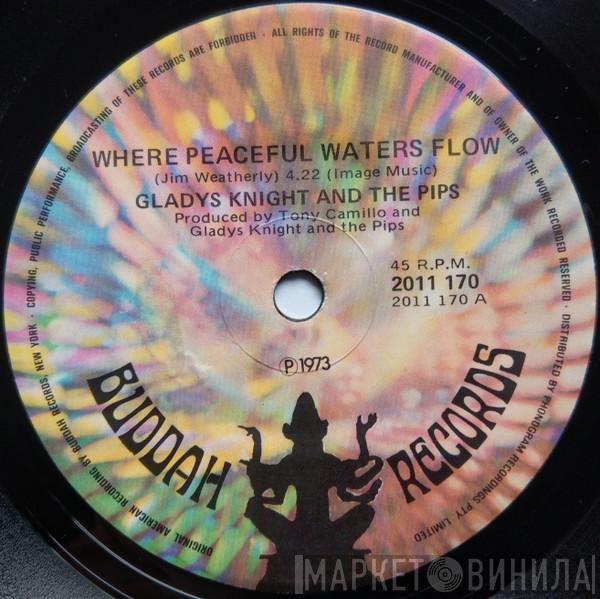 WHERE PEACEFUL WATERS FLOW
(Jim Weatherly) 4.22 (Image Music)
GLADYS KNIGHT AND THE PIPS
Produced by Tony Camillo and
Gladys Knight and the Pips
45 R.P.M.
2011 170
2011 170 A
Ⓟ1973
BUDDAH RECORDS
ORIGINAL AMERICAN RECORDING BY BUDDAH RECORDS, NEW YORK · COPYING, PUBLIC PERFORMANCE, BROADCASTING OF THESE RECORDS ARE FORBIDDEN · ALL RIGHTS OF THE RECORD MANUFACTURER AND OF OWNER OF THE WORK RECORDED RESERVED · DISTRIBUTED BY PHONOGRAM RECORDINGS PTY. LIMITED
МАРКЕТ ВИНИЛА